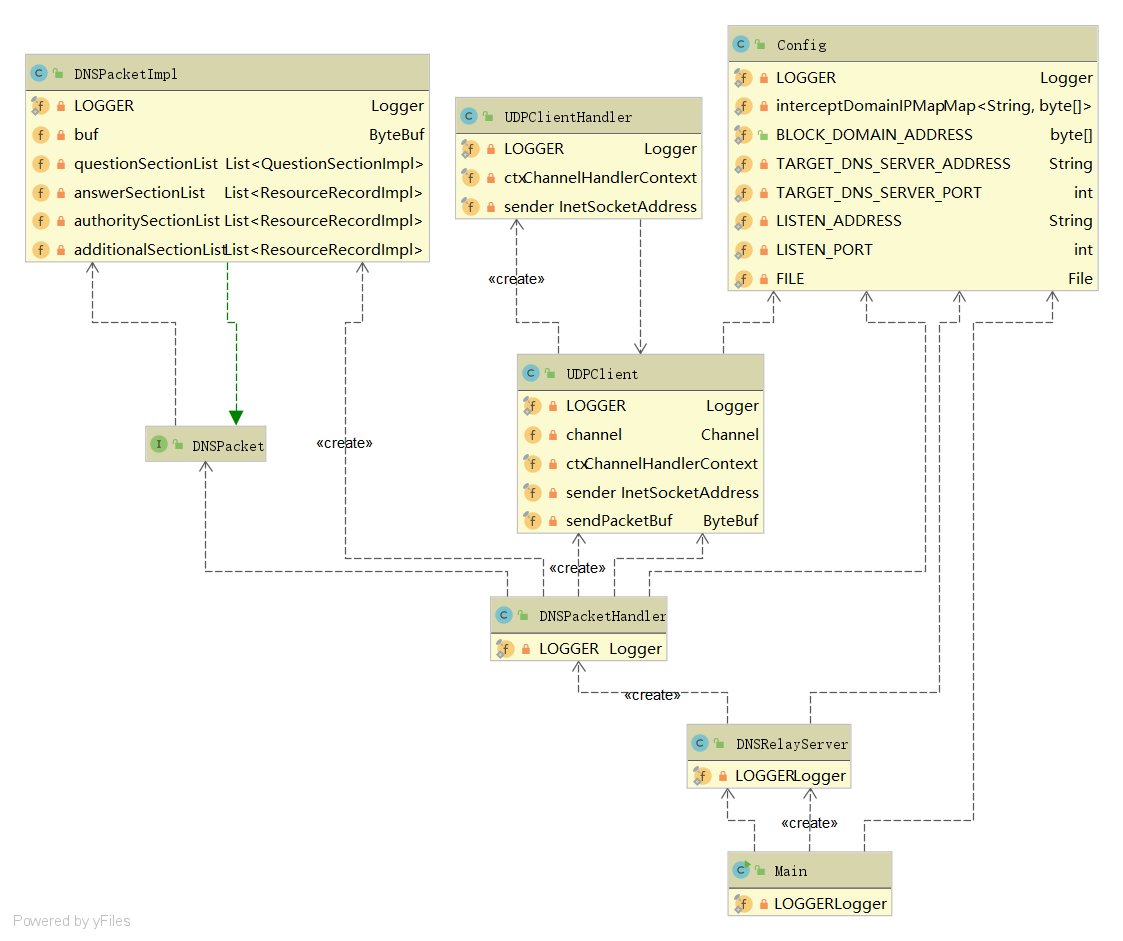 DNSPacketImpl
LOGGER Logger
buf ByteBuf
questionSectionList List<QuestionSectionImpl>
answerSectionList List<ResourceRecordImpl>
authoritySectionList List<ResourceRecordImpl>
additionalSectionList List<ResourceRecordImpl>
UDPClientHandler
LOGGER Logger
ctx ChannelHandlerContext
sender InetSocketAddress
Config
LOGGER Logger
interceptDomainIPMap Map<String, byte[]>
BLOCK_DOMAIN_ADDRESS byte[]
TARGET_DNS_SERVER_ADDRESS String
TARGET_DNS_SERVER_PORT int
LISTEN_ADDRESS String
LISTEN_PORT int
FILE File
«create»
UDPClient
LOGGER Logger
channel Channel
ctx ChannelHandlerContext
sender InetSocketAddress
sendPacketBuf ByteBuf
DNSPacket
«create»
«create»
DNSPacketHandler
LOGGER Logger
«create»
DNSRelayServer
LOGGER Logger
«create»
Main
LOGGER Logger
Powered by yFiles